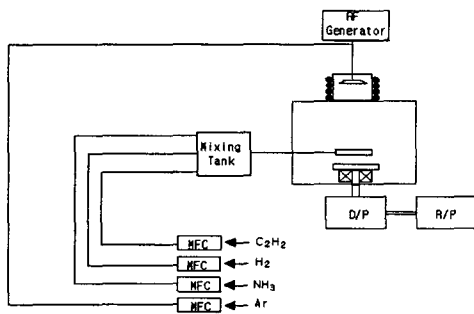 RF
Generator
Mixing
Tank
D/P
R/P
MFC
C2H2
MFC
H2
MFC
NH3
MFC
Ar